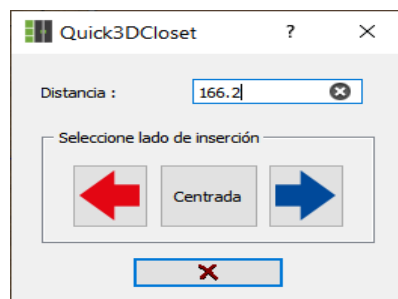 Quick3DCloset ?
Distancia : 166.2
Seleccione lado de inserción
Centrada